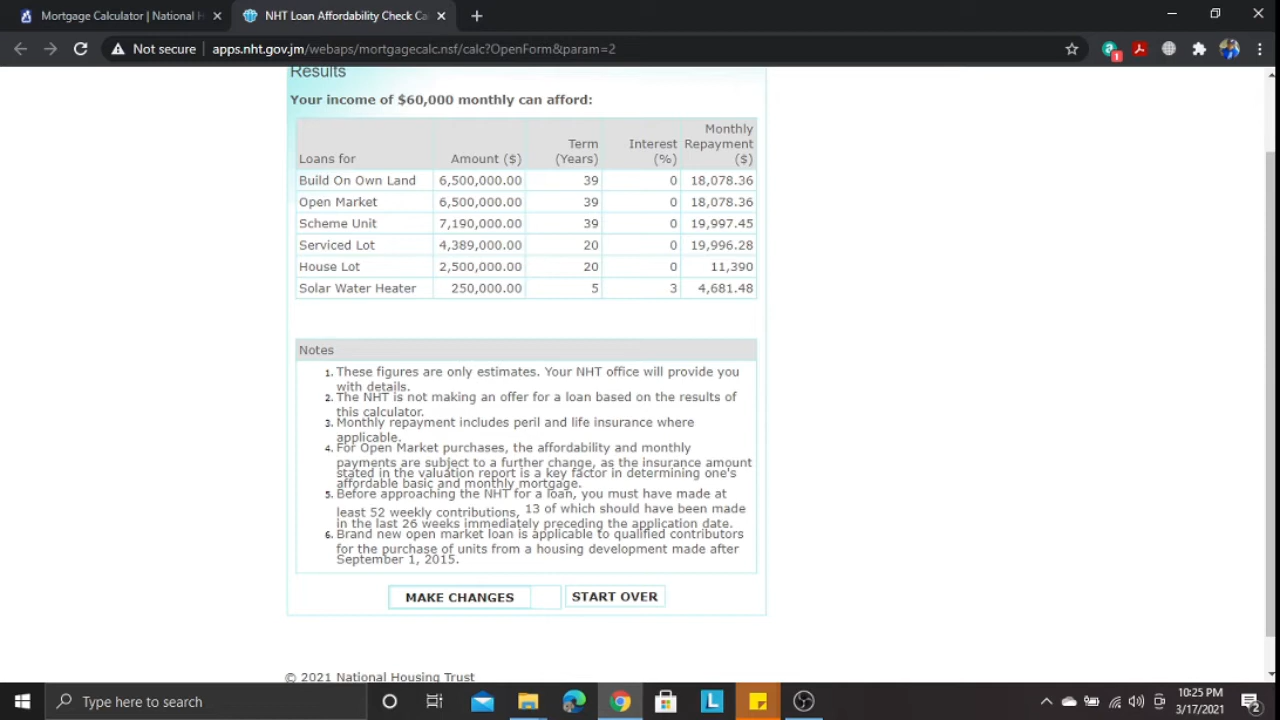 Mortgage Calculator | National H
NHT Loan Affordability Check Ca
Not secure
apps.nht.gov.jm/webaps/mortgagecalc.nsf/calc?OpenForm&param=2
1
Results
Your income of $60,000 monthly can afford:
Loans for Amount ($) Term (Years) Interest (%) Monthly Repayment ($)
Build On Own Land 6,500,000.00 39 0 18,078.36
Open Market 6,500,000.00 39 0 18,078.36
Scheme Unit 7,190,000.00 39 0 19,997.45
Serviced Lot 4,389,000.00 20 0 19,996.28
House Lot 2,500,000.00 20 0 11,390
Solar Water Heater 250,000.00 5 3 4,681.48
Notes
1. These figures are only estimates. Your NHT office will provide you
with details.
2. The NHT is not making an offer for a loan based on the results of
this calculator.
3. Monthly repayment includes peril and life insurance where
applicable.
4. For Open Market purchases, the affordability and monthly
payments are subject to a further change, as the insurance amount
stated in the valuation report is a key factor in determining one's
affordable basic and monthly mortgage.
5. Before approaching the NHT for a loan, you must have made at
least 52 weekly contributions, 13 of which should have been made
in the last 26 weeks immediately preceding the application date.
6. Brand new open market loan is applicable to qualified contributors
for the purchase of units from a housing development made after
September 1, 2015.
MAKE CHANGES
START OVER
© 2021 National Housing Trust
Type here to search
L
10:25 PM
3/17/2021
2